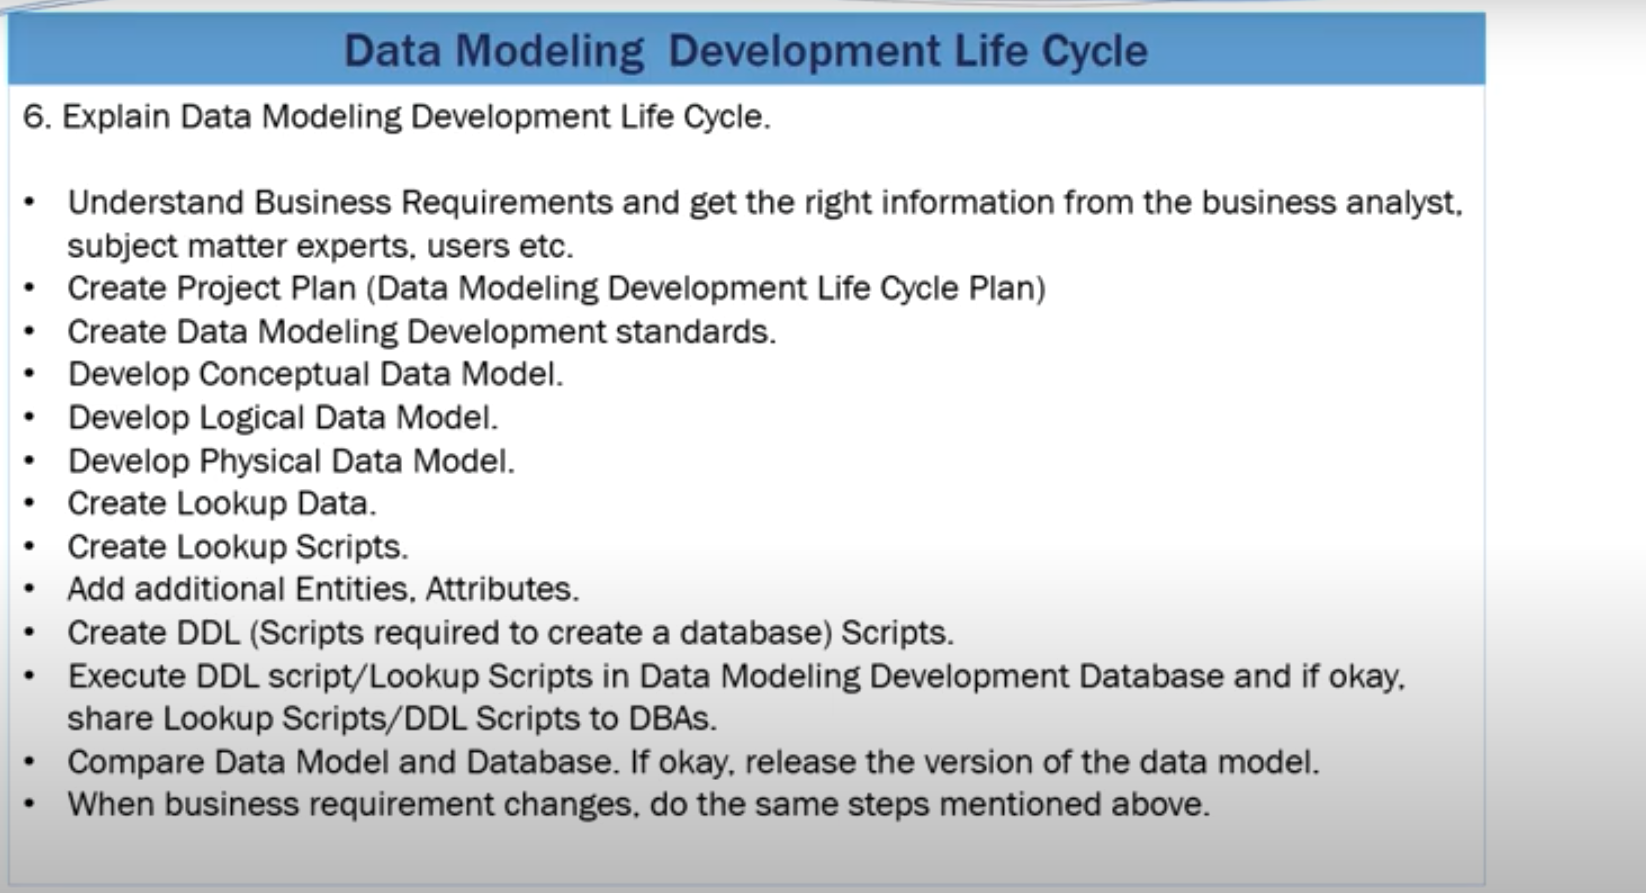 Data Modeling Development Life Cycle
6. Explain Data Modeling Development Life Cycle.
• Understand Business Requirements and get the right information from the business analyst,
subject matter experts, users etc.
• Create Project Plan (Data Modeling Development Life Cycle Plan)
• Create Data Modeling Development standards.
• Develop Conceptual Data Model.
• Develop Logical Data Model.
• Develop Physical Data Model.
• Create Lookup Data.
• Create Lookup Scripts.
• Add additional Entities, Attributes.
• Create DDL (Scripts required to create a database) Scripts.
• Execute DDL script/Lookup Scripts in Data Modeling Development Database and if okay,
share Lookup Scripts/DDL Scripts to DBAs.
• Compare Data Model and Database. If okay, release the version of the data model.
• When business requirement changes, do the same steps mentioned above.